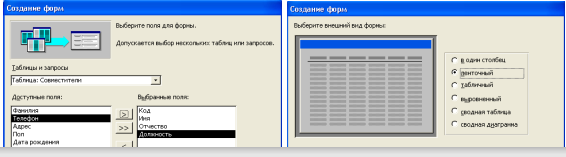 Создание форм
Выберите поля для формы.
Допускается выбор нескольких таблиц или запросов.
Таблицы и запросы
Таблица: Совместители
Доступные поля:
Выбранные поля:
Фамилия
Телефон
Адрес
Пол
Дата рождения
>
>>
<
Код
Имя
Отчество
Должность
Создание форм
Выберите внешний вид формы:
в один столбец
ленточный
табличный
выровненный
сводная таблица
сводная диаграмма